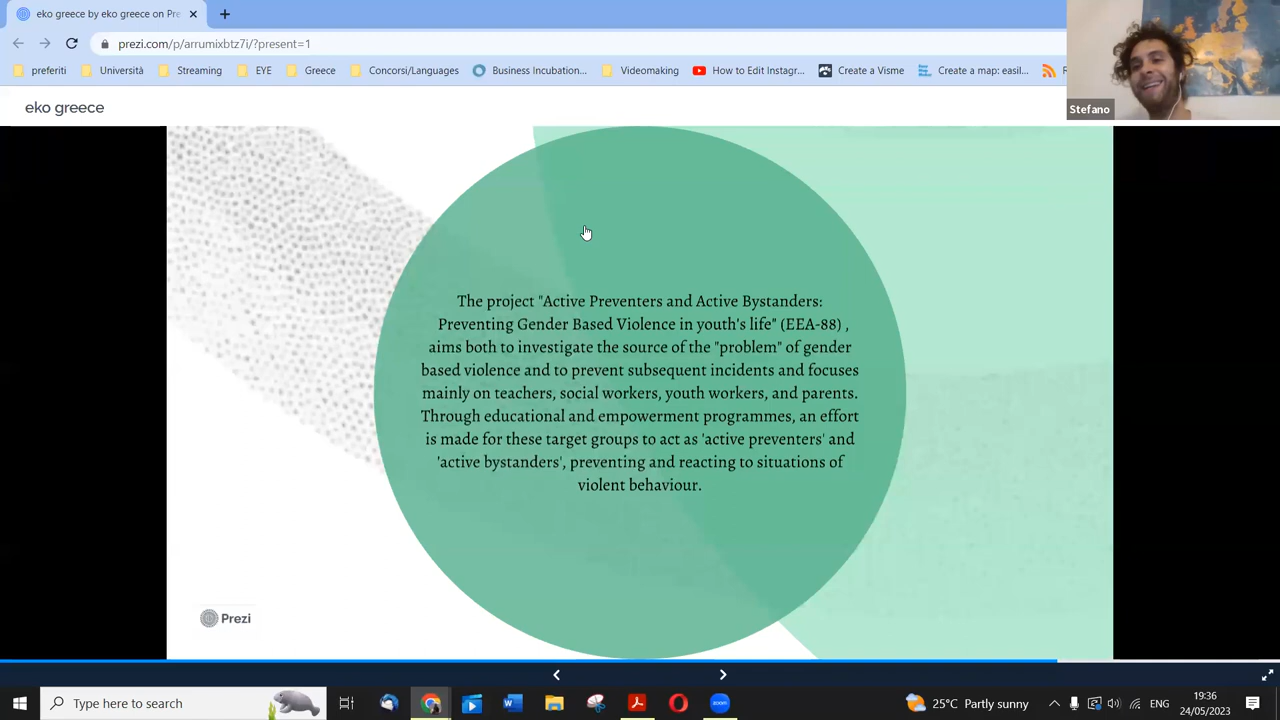 eko greece by eko greece on Pre
prezi.com/p/arrumixbtz7i/?present=1
preferiti
Università
Streaming
EYE
Greece
Concorsi/Languages
Business Incubation...
Videomaking
How to Edit Instagr...
Create a Visme
Create a map: easil...
Stefano
eko greece
The project "Active Preventers and Active Bystanders:
Preventing Gender Based Violence in youth's life" (EEA-88) ,
aims both to investigate the source of the "problem" of gender
based violence and to prevent subsequent incidents and focuses
mainly on teachers, social workers, youth workers, and parents.
Through educational and empowerment programmes, an effort
is made for these target groups to act as 'active preventers' and
'active bystanders', preventing and reacting to situations of
violent behaviour.
Prezi
Type here to search
zoom
25°C Partly sunny
19:36
24/05/2023